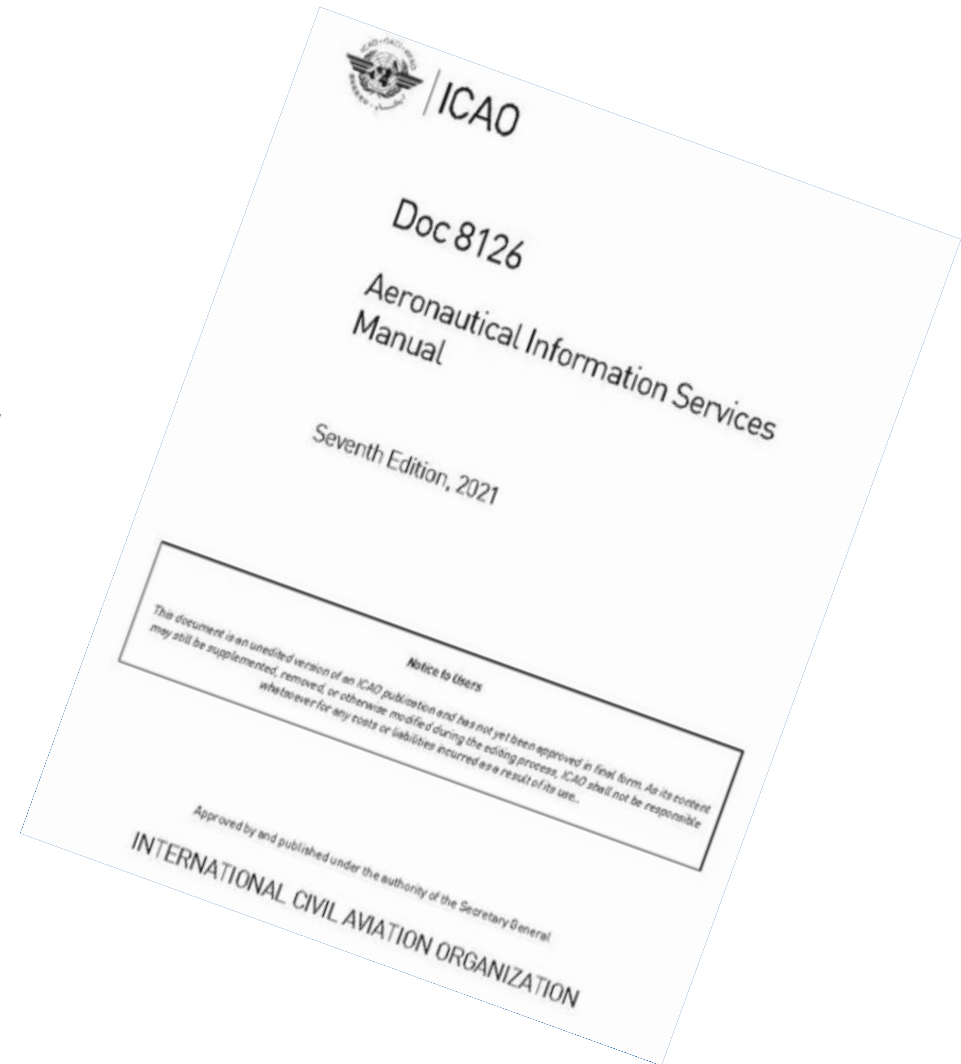 ICAO
Doc 8126
Aeronautical Information Services
Manual
Seventh Edition, 2021
Notice to Users
This document is an unedited version of an ICAO publication and has not yet been approved in final form. As its content
may still be supplemented, removed, or otherwise modified during the editing process, ICAO shall not be responsible
whatsoever for any costs or liabilities incurred as a result of its use..
Approved by and published under the authority of the Secretary General
INTERNATIONAL CIVIL AVIATION ORGANIZATION